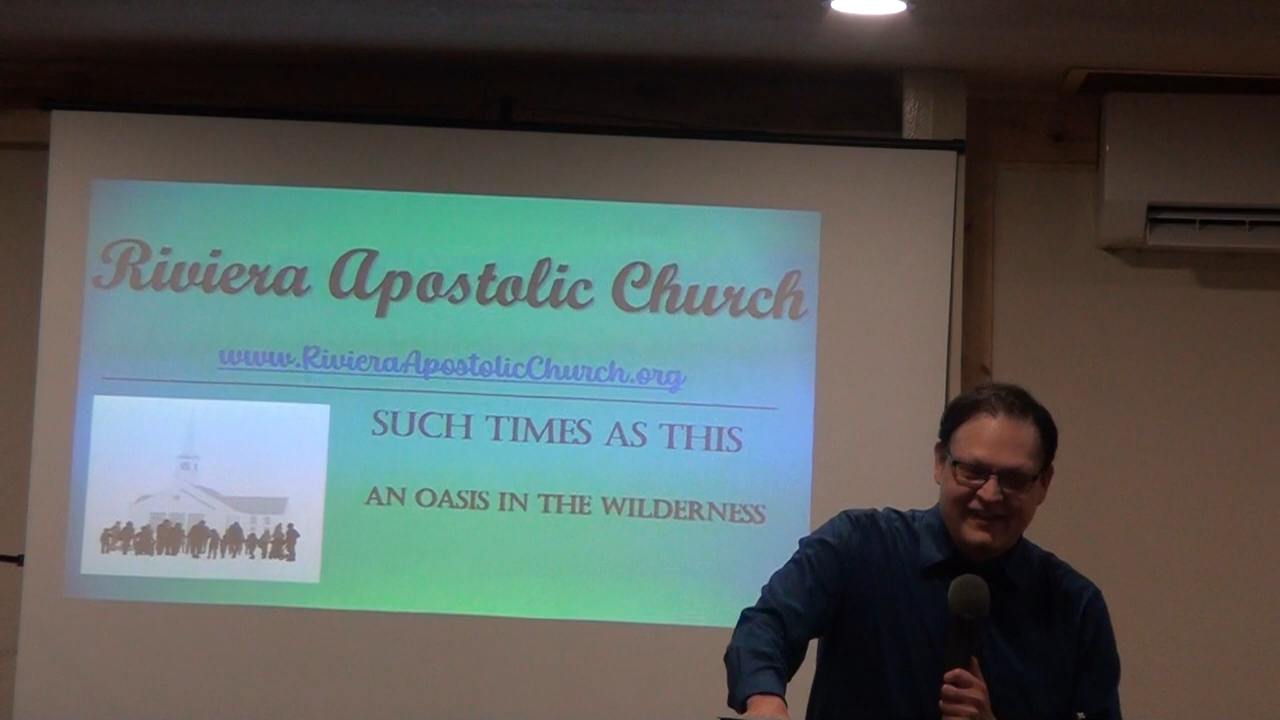 Riviera Apostolic Church
www.RivieraApostolicChurch.org
SUCH TIMES AS THIS
AN OASIS IN THE WILDERNESS